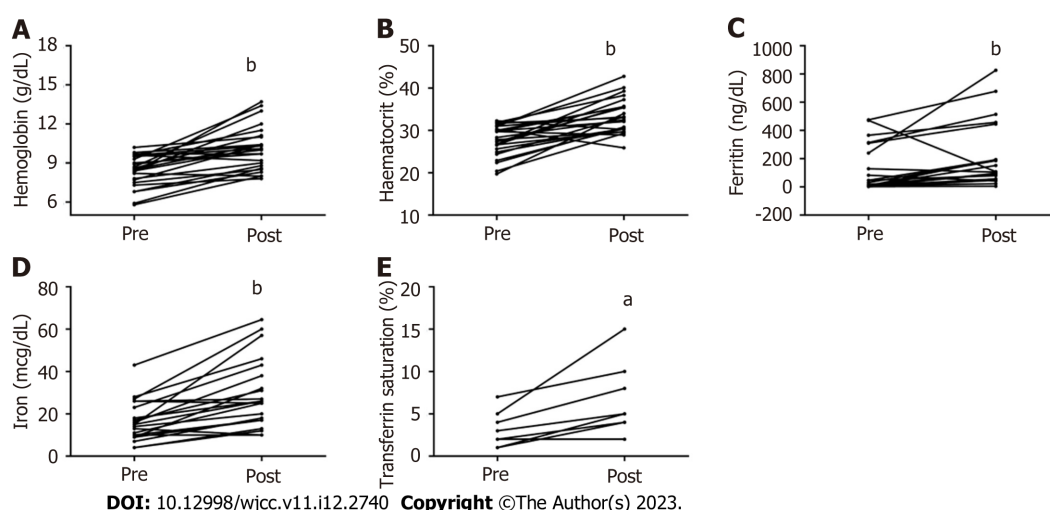 A
Hemoglobin (g/dL)
18
15
12
9
6
b
Pre
Post
B
Haematocrit (%)
50
40
30
20
10
b
Pre
Post
C
Ferritin (ng/dL)
1000
800
600
400
200
0
-200
b
Pre
Post
D
Iron (mcg/dL)
80
60
40
20
0
b
Pre
Post
E
Transferrin saturation (%)
20
15
10
5
0
a
Pre
Post
DOI: 10.12998/wjcc.v11.i12.2740 Copyright ©The Author(s) 2023.